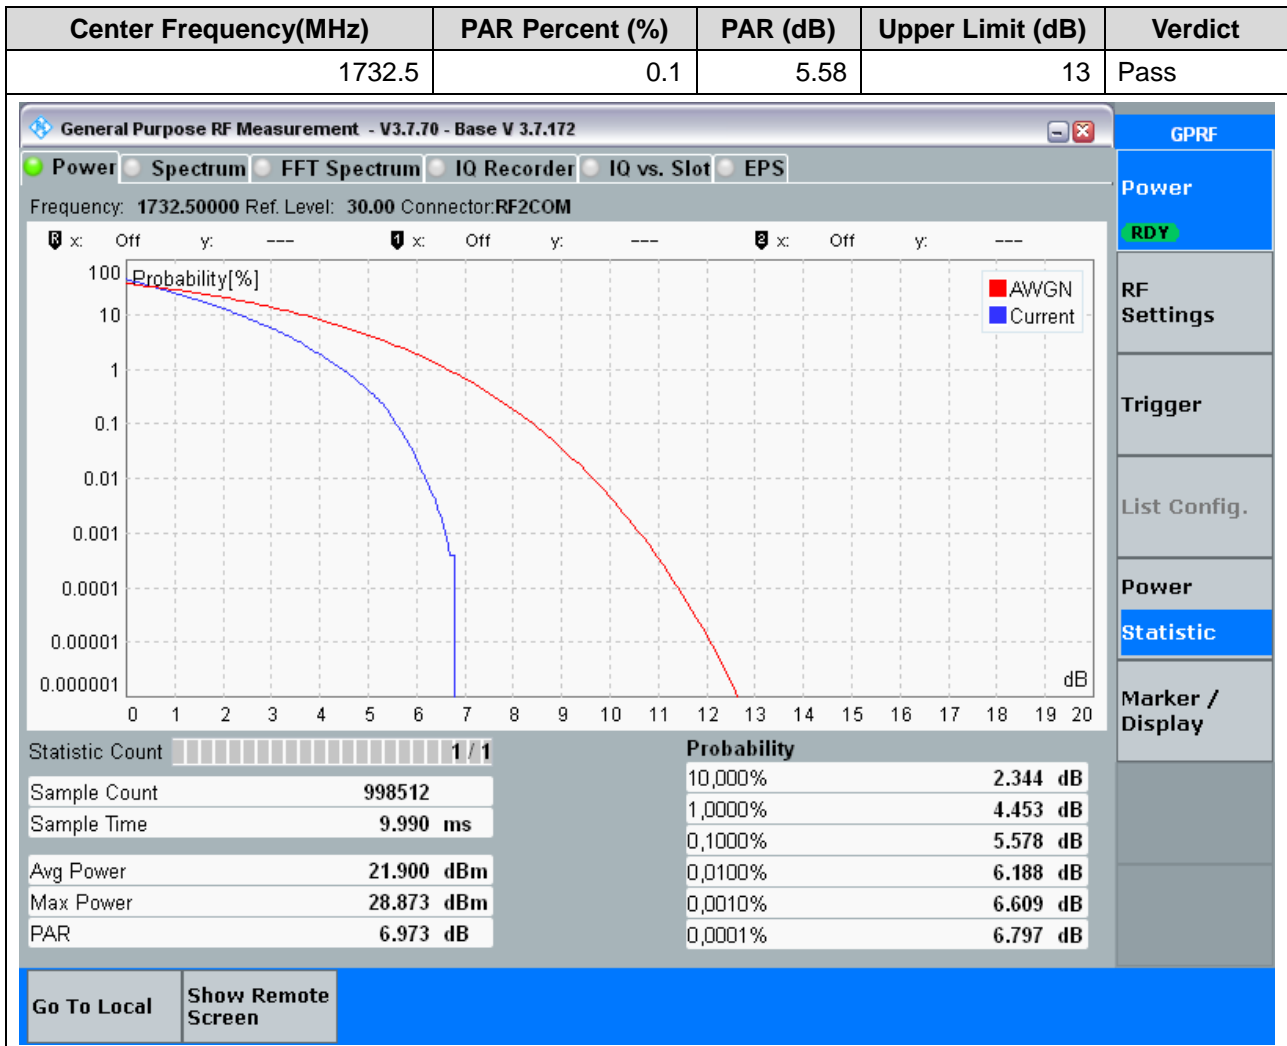 Center Frequency(MHz) PAR Percent (%) PAR (dB) Upper Limit (dB) Verdict
1732.5 0.1 5.58 13 Pass
General Purpose RF Measurement - V3.7.70 - Base V 3.7.172
GPRF
Power Spectrum FFT Spectrum IQ Recorder IQ vs. Slot EPS
Power
RDY
Frequency: 1732.50000 Ref. Level: 30.00 Connector:RF2COM
R x: Off y: --- 1 x: Off y: --- 2 x: Off y: ---
Probability[%]
AWGN
Current
100
10
1
0.1
0.01
0.001
0.0001
0.00001
0.000001
dB
0 1 2 3 4 5 6 7 8 9 10 11 12 13 14 15 16 17 18 19 20
RF
Settings
Trigger
List Config.
Power
Statistic
Marker /
Display
Statistic Count 1 / 1
Sample Count 998512
Sample Time 9.990 ms
Avg Power 21.900 dBm
Max Power 28.873 dBm
PAR 6.973 dB
Probability
10,000% 2.344 dB
1,0000% 4.453 dB
0,1000% 5.578 dB
0,0100% 6.188 dB
0,0010% 6.609 dB
0,0001% 6.797 dB
Go To Local
Show Remote
Screen